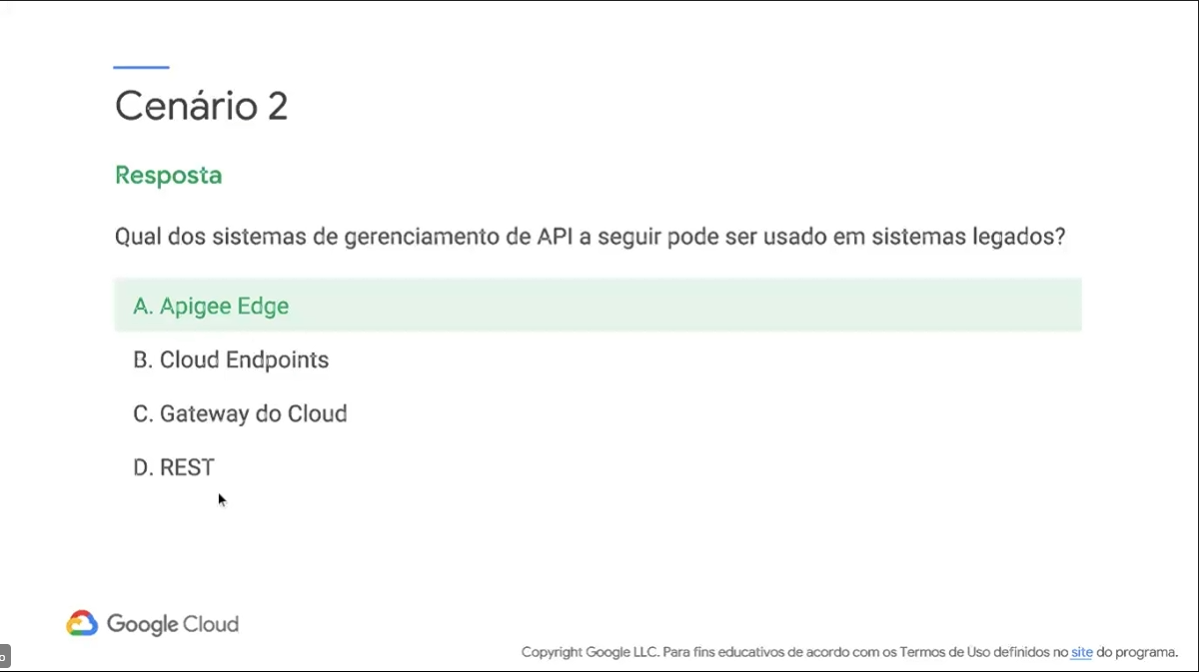 Cenário 2
Resposta
Qual dos sistemas de gerenciamento de API a seguir pode ser usado em sistemas legados?
A. Apigee Edge
B. Cloud Endpoints
C. Gateway do Cloud
D. REST
Google Cloud
Copyright Google LLC. Para fins educativos de acordo com os Termos de Uso definidos no site do programa.